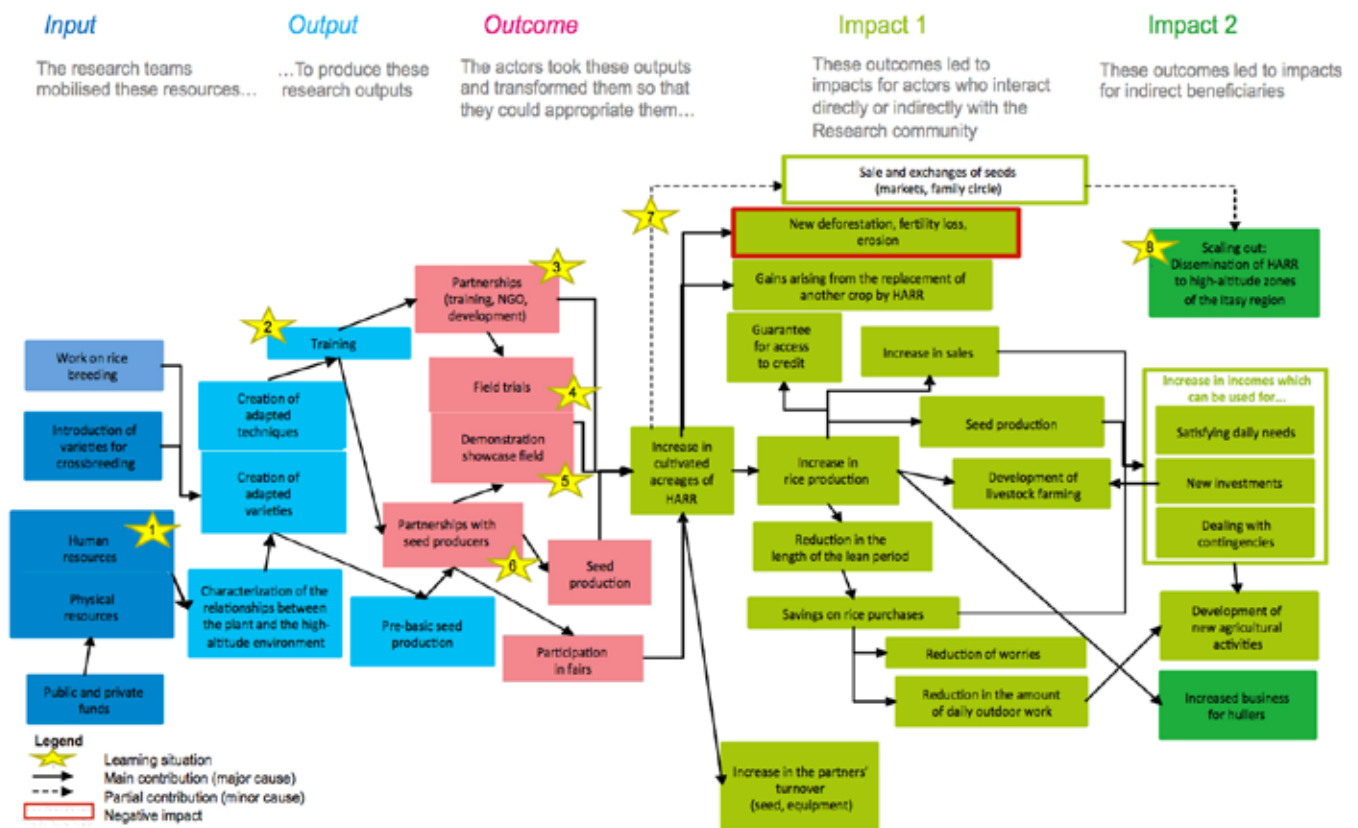 Input
Output
Outcome
Impact 1
Impact 2
The research teams
mobilised these resources...
...To produce these
research outputs
The actors took these outputs
and transformed them so that
they could appropriate them...
These outcomes led to
impacts for actors who interact
directly or indirectly with the
Research community
These outcomes led to impacts
for indirect beneficiaries
Work on rice
breeding
Introduction of
varieties for
crossbreeding
1
Human
resources
Physical
resources
Public and private
funds
2
Training
Creation of
adapted
techniques
Creation of
adapted
varieties
Characterization of the
relationships between
the plant and the high-
altitude environment
Pre-basic seed
production
3
Partnerships
(training, NGO,
development)
Field trials
4
Demonstration
showcase field
5
Partnerships with
seed producers
6
Seed
production
Participation
in fairs
7
Sale and exchanges of seeds
(markets, family circle)
New deforestation, fertility loss,
erosion
Gains arising from the replacement of
another crop by HARR
Guarantee
for access
to credit
Increase in sales
Seed production
Increase in
cultivated
acreages of
HARR
Increase in
rice production
Development of
livestock farming
Reduction in the
length of the lean period
Savings on rice purchases
Reduction of worries
Reduction in the amount
of daily outdoor work
Increase in the partners'
turnover
(seed, equipment)
8
Scaling out:
Dissemination of HARR
to high-altitude zones
of the Itasy region
Increase in incomes which
can be used for...
Satisfying daily needs
New investments
Dealing with
contingencies
Development of
new agricultural
activities
Increased business
for hullers
Legend
Learning situation
Main contribution (major cause)
Partial contribution (minor cause)
Negative impact